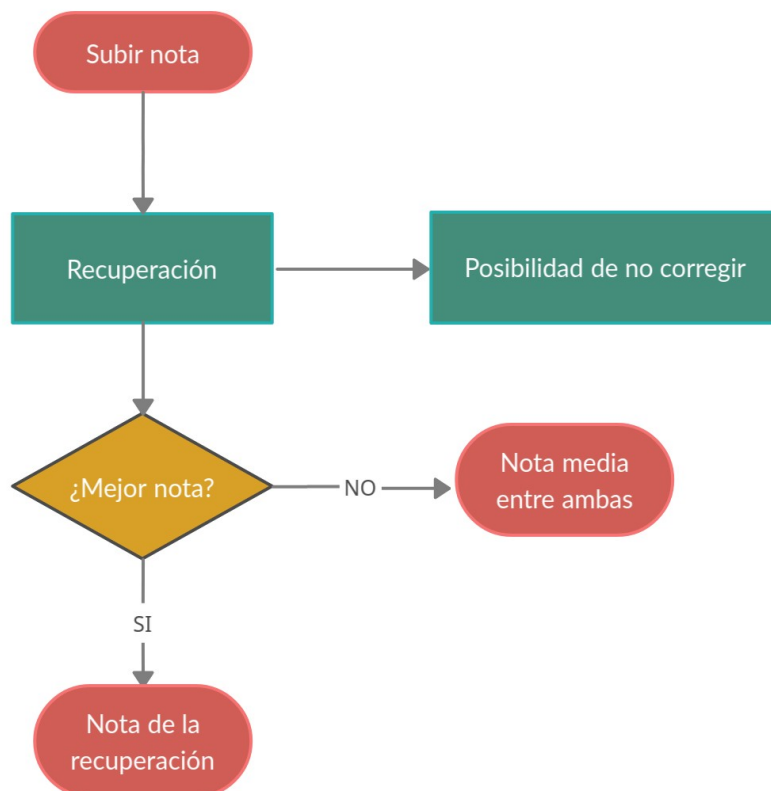 Subir nota
Recuperación
Posibilidad de no corregir
¿Mejor nota?
NO
Nota media
entre ambas
SI
Nota de la
recuperación